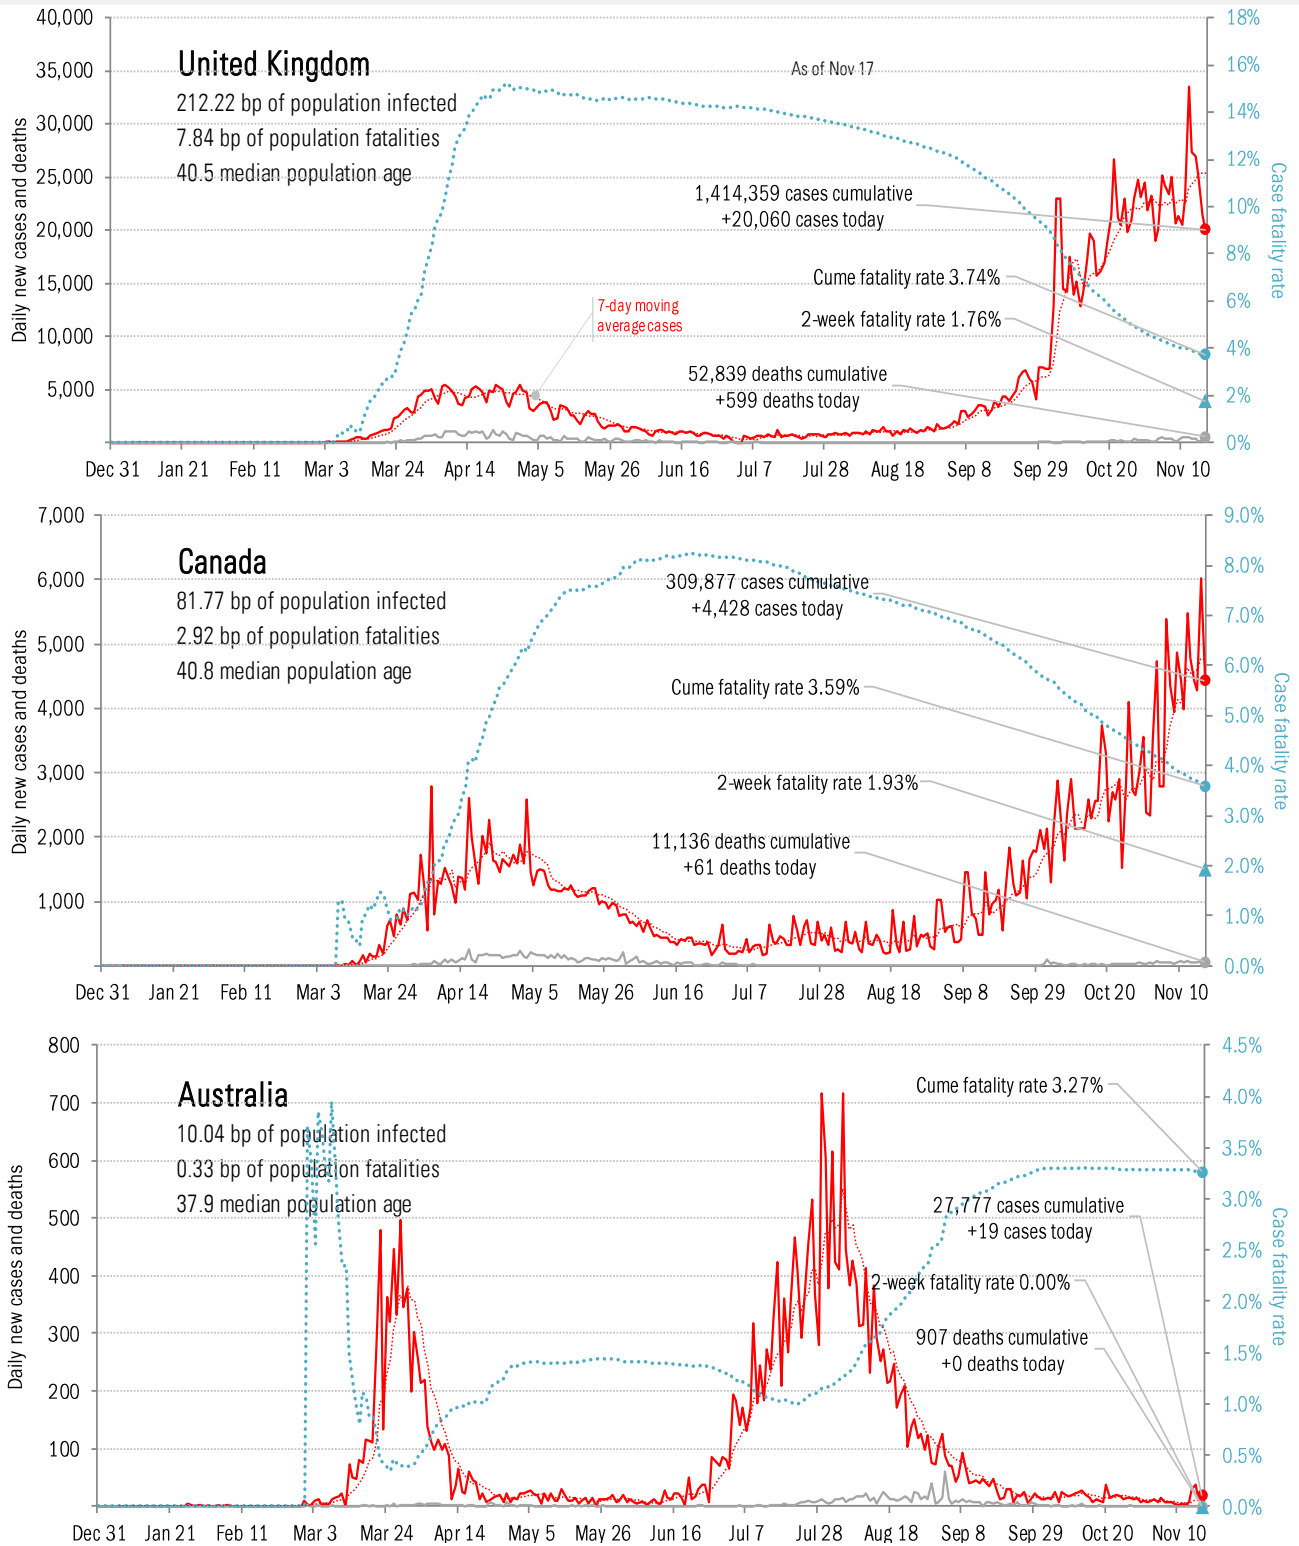 40,000
35,000
30,000
25,000
20,000
15,000
10,000
5,000
Daily new cases and deaths
United Kingdom
212.22 bp of population infected
7.84 bp of population fatalities
40.5 median population age
As of Nov 17
1,414,359 cases cumulative
+20,060 cases today
Cume fatality rate 3.74%
2-week fatality rate 1.76%
7-day moving
average cases
52,839 deaths cumulative
+599 deaths today
18%
16%
14%
12%
10%
8%
6%
4%
2%
0%
Case fatality rate
Dec 31 Jan 21 Feb 11 Mar 3 Mar 24 Apr 14 May 5 May 26 Jun 16 Jul 7 Jul 28 Aug 18 Sep 8 Sep 29 Oct 20 Nov 10
7,000
6,000
5,000
4,000
3,000
2,000
1,000
Daily new cases and deaths
Canada
81.77 bp of population infected
2.92 bp of population fatalities
40.8 median population age
309,877 cases cumulative
+4,428 cases today
Cume fatality rate 3.59%
2-week fatality rate 1.93%
11,136 deaths cumulative
+61 deaths today
9.0%
8.0%
7.0%
6.0%
5.0%
4.0%
3.0%
2.0%
1.0%
0.0%
Case fatality rate
Dec 31 Jan 21 Feb 11 Mar 3 Mar 24 Apr 14 May 5 May 26 Jun 16 Jul 7 Jul 28 Aug 18 Sep 8 Sep 29 Oct 20 Nov 10
800
700
600
500
400
300
200
100
Daily new cases and deaths
Australia
10.04 bp of population infected
0.33 bp of population fatalities
37.9 median population age
Cume fatality rate 3.27%
27,777 cases cumulative
+19 cases today
2-week fatality rate 0.00%
907 deaths cumulative
+0 deaths today
4.5%
4.0%
3.5%
3.0%
2.5%
2.0%
1.5%
1.0%
0.5%
0.0%
Case fatality rate
Dec 31 Jan 21 Feb 11 Mar 3 Mar 24 Apr 14 May 5 May 26 Jun 16 Jul 7 Jul 28 Aug 18 Sep 8 Sep 29 Oct 20 Nov 10